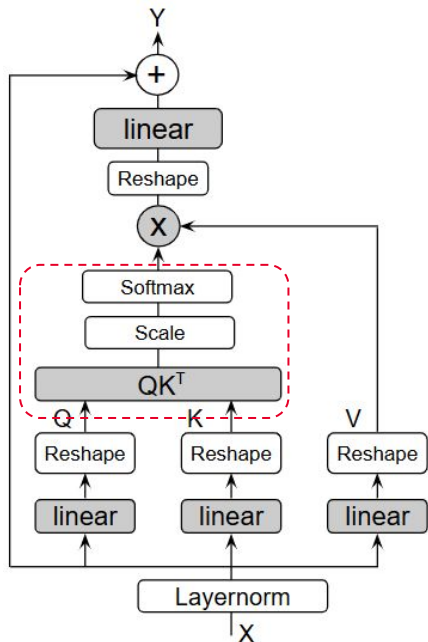 Y
+
linear
Reshape
X
Softmax
Scale
QKᵀ
Q K V
Reshape Reshape Reshape
linear linear linear
Layernorm
X